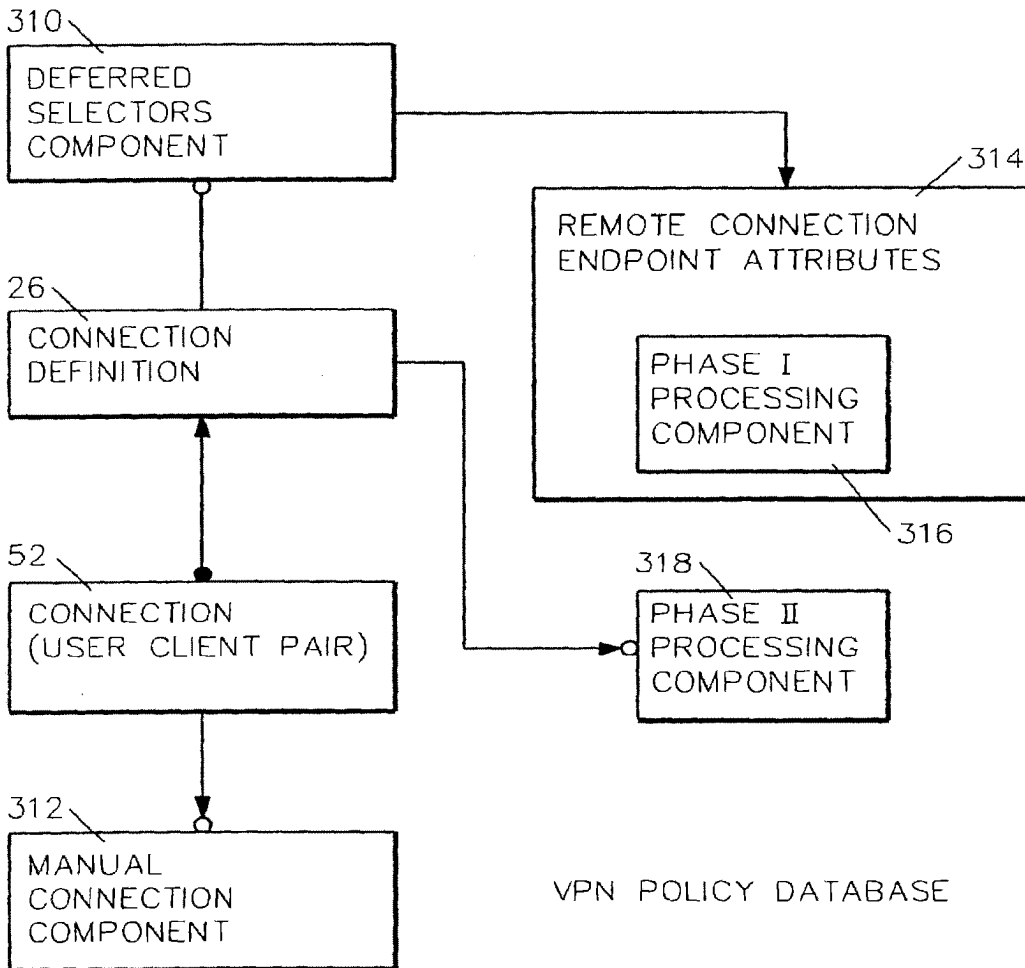 310
DEFERRED
SELECTORS
COMPONENT
314
REMOTE CONNECTION
ENDPOINT ATTRIBUTES
26
CONNECTION
DEFINITION
PHASE I
PROCESSING
COMPONENT
316
52
CONNECTION
(USER CLIENT PAIR)
318
PHASE II
PROCESSING
COMPONENT
312
MANUAL
CONNECTION
COMPONENT
VPN POLICY DATABASE